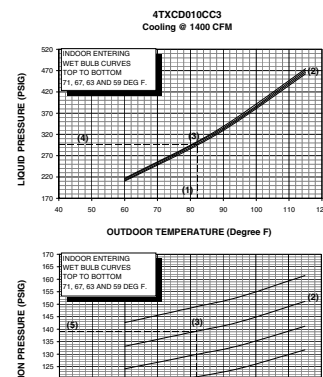 4TXCD010CC3
Cooling @ 1400 CFM
INDOOR ENTERING
WET BULB CURVES
TOP TO BOTTOM
71, 67, 63 AND 59 DEG F.
520
470
420
370
320
270
220
170
LIQUID PRESSURE (PSIG)
(2)
(4)
(3)
(1)
40 50 60 70 80 90 100 110 12
OUTDOOR TEMPERATURE (Degree F)
INDOOR ENTERING
WET BULB CURVES
TOP TO BOTTOM
71, 67, 63 AND 59 DEG F.
170
165
160
155
150
145
140
135
130
125
ON PRESSURE (PSIG)
(2)
(5)
(3)